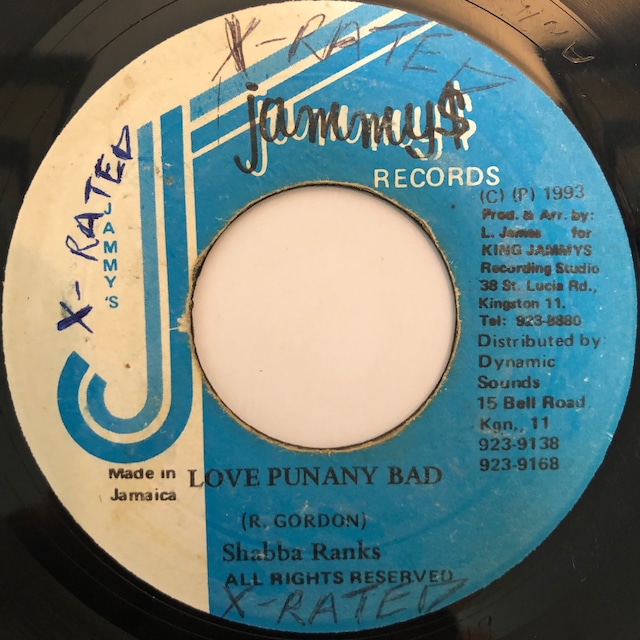 X-RATED
X-RATED
jammy$
RECORDS
JAMMY'S
(C) (P) 1993
Prod. & Arr. by:
L. James for
KING JAMMYS
Recording Studio
38 St. Lucia Rd.,
Kingston 11.
Tel: 923-8880
Distributed by:
Dynamic
Sounds
15 Bell Road
Kgn., 11
923-9138
923-9168
Made in
Jamaica
LOVE PUNANY BAD
(R. GORDON)
Shabba Ranks
ALL RIGHTS RESERVED
X-RATED